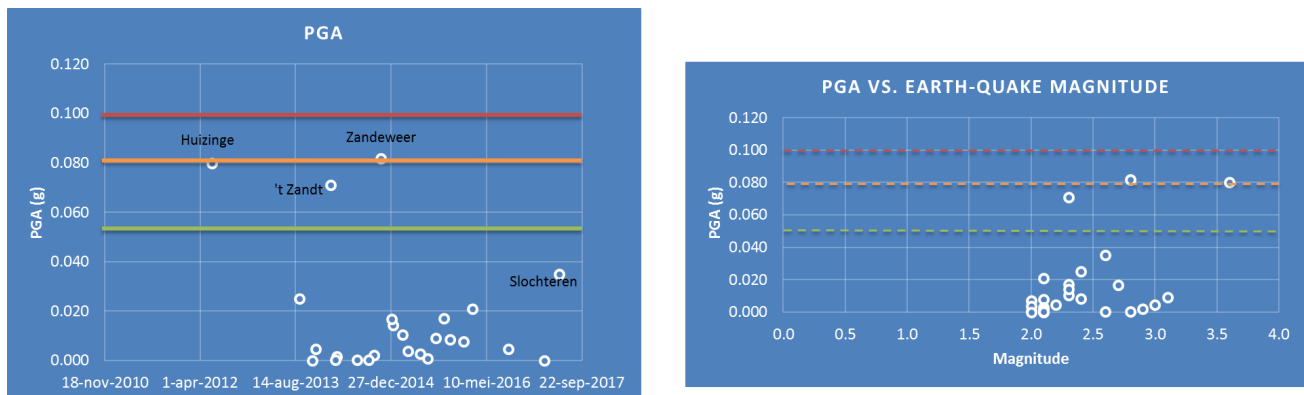 PGA
0.120
0.100
0.080
0.060
0.040
0.020
0.000
PGA (g)
Huizinge
Zandeweer
't Zandt
Slochteren
18-nov-2010 1-apr-2012 14-aug-2013 27-dec-2014 10-mei-2016 22-sep-2017
PGA VS. EARTH-QUAKE MAGNITUDE
0.120
0.100
0.080
0.060
0.040
0.020
0.000
PGA (g)
0.0 0.5 1.0 1.5 2.0 2.5 3.0 3.5 4.0
Magnitude